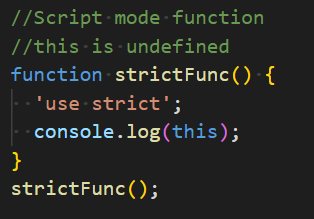 //Script mode function
//this is undefined
function strictFunc() {
  'use strict';
  console.log(this);
}
strictFunc();